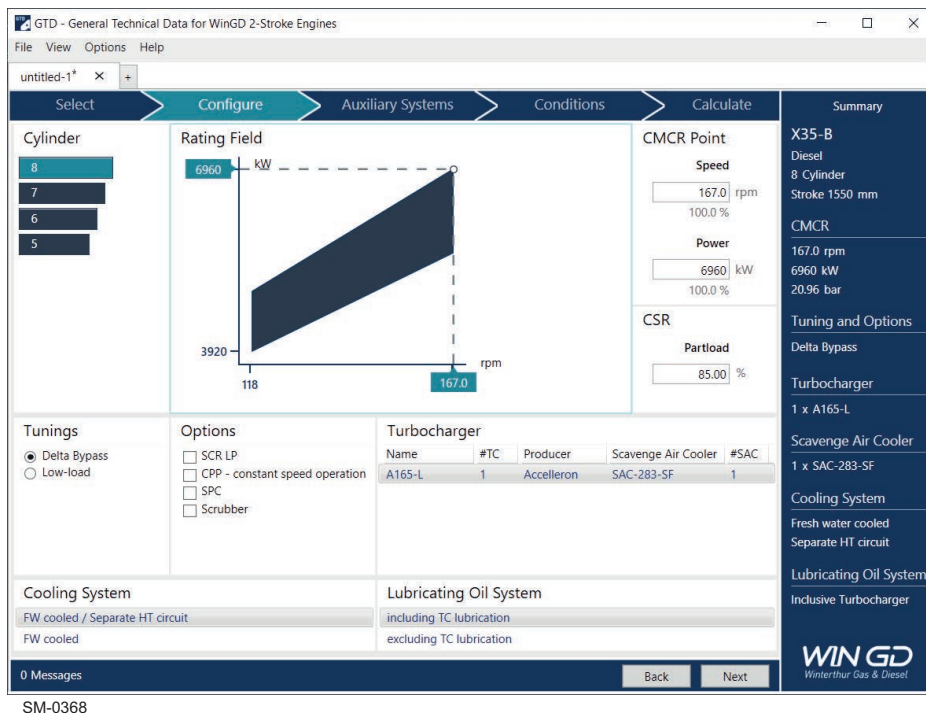 GTD - General Technical Data for WinGD 2-Stroke Engines
File View Options Help
untitled-1* × +
Select Configure Auxiliary Systems Conditions Calculate
Summary
Cylinder
8
7
6
5
Rating Field
6960
kW
3920
118
167.0
rpm
CMCR Point
Speed
167.0 rpm
100.0 %
Power
6960 kW
100.0 %
CSR
Partload
85.00 %
Tunings
Delta Bypass
Low-load
Options
SCR LP
CPP - constant speed operation
SPC
Scrubber
Turbocharger
Name #TC Producer Scavenge Air Cooler #SAC
A165-L 1 Accelleron SAC-283-SF 1
Cooling System
FW cooled / Separate HT circuit
FW cooled
Lubricating Oil System
including TC lubrication
excluding TC lubrication
X35-B
Diesel
8 Cylinder
Stroke 1550 mm
CMCR
167.0 rpm
6960 kW
20.96 bar
Tuning and Options
Delta Bypass
Turbocharger
1 x A165-L
Scavenge Air Cooler
1 x SAC-283-SF
Cooling System
Fresh water cooled
Separate HT circuit
Lubricating Oil System
Inclusive Turbocharger
WIN GD
Winterthur Gas & Diesel
0 Messages
Back Next
SM-0368